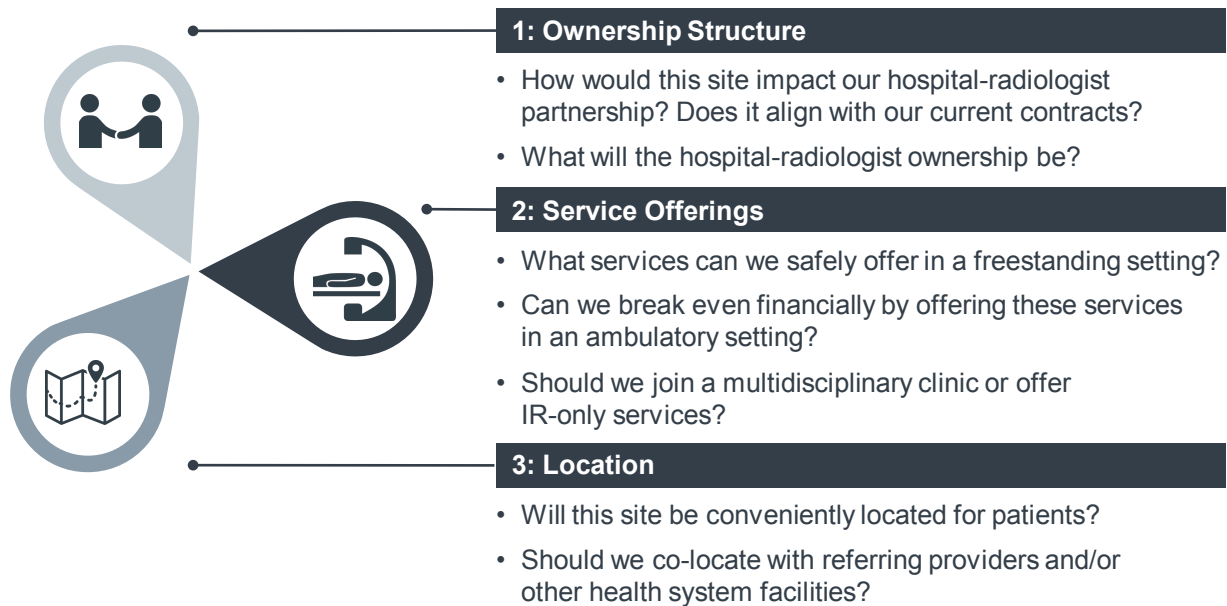 1: Ownership Structure
• How would this site impact our hospital-radiologist
partnership? Does it align with our current contracts?
• What will the hospital-radiologist ownership be?
2: Service Offerings
• What services can we safely offer in a freestanding setting?
• Can we break even financially by offering these services
in an ambulatory setting?
• Should we join a multidisciplinary clinic or offer
IR-only services?
3: Location
• Will this site be conveniently located for patients?
• Should we co-locate with referring providers and/or
other health system facilities?